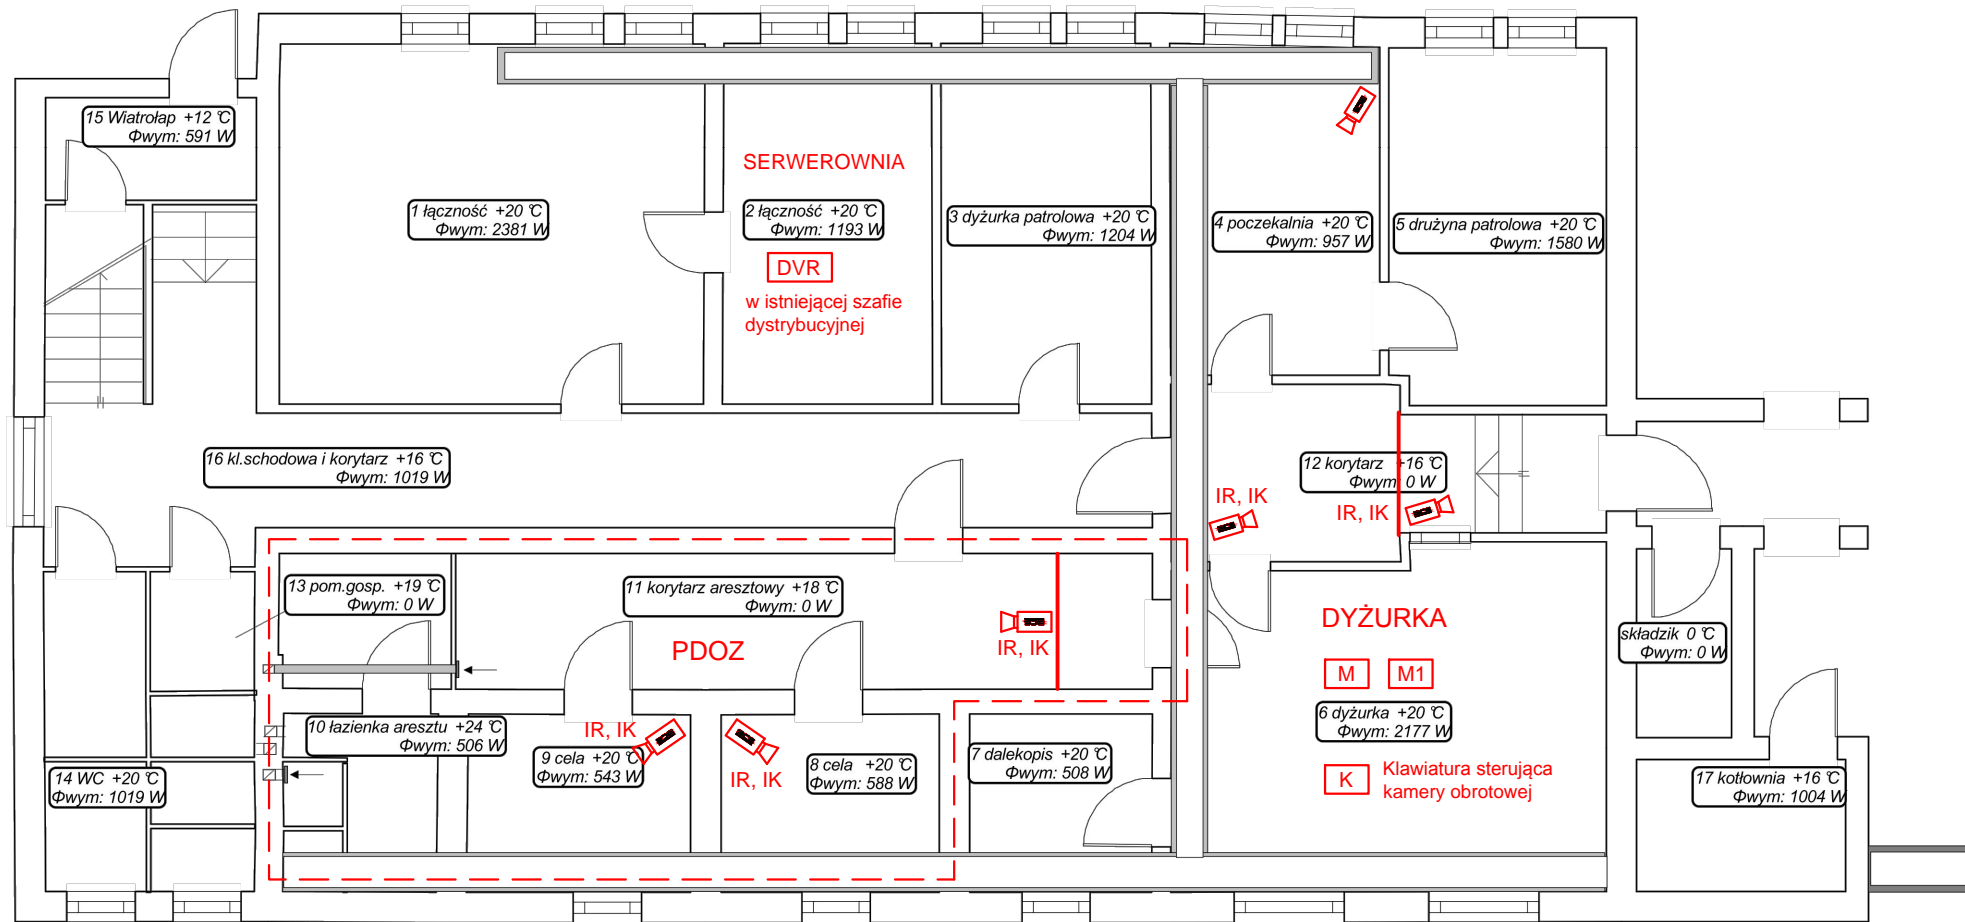 15 Wiatrołap +12 °C
Φwym: 591 W
SERWEROWNIA
1 łączność +20 °C
Φwym: 2381 W
2 łączność +20 °C
Φwym: 1193 W
3 dyżurka patrolowa +20 °C
Φwym: 1204 W
4 poczekalnia +20 °C
Φwym: 957 W
5 drużyna patrolowa +20 °C
Φwym: 1580 W
DVR
w istniejącej szafie
dystrybucyjnej
16 kl.schodowa i korytarz +16 °C
Φwym: 1019 W
12 korytarz +16 °C
Φwym: 0 W
IR, IK
IR, IK
13 pom.gosp. +19 °C
Φwym: 0 W
11 korytarz aresztowy +18 °C
Φwym: 0 W
IR, IK
PDOZ
DYŻURKA
składzik 0 °C
Φwym: 0 W
M
M1
10 łazienka aresztu +24 °C
Φwym: 506 W
IR, IK
9 cela +20 °C
Φwym: 543 W
IR, IK
8 cela +20 °C
Φwym: 588 W
7 dalekopis +20 °C
Φwym: 508 W
6 dyżurka +20 °C
Φwym: 2177 W
14 WC +20 °C
Φwym: 1019 W
K
Klawiatura sterująca
kamery obrotowej
17 kotłownia +16 °C
Φwym: 1004 W